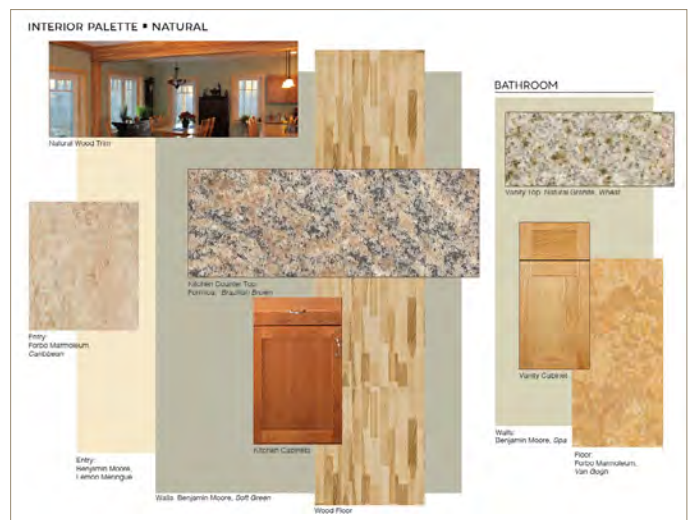 INTERIOR PALETTE ▪ NATURAL
Natural Wood Trim
Kitchen Counter Top:
Formica, Brazilian Brown
Entry:
Forbo Marmoleum,
Caribbean
Kitchen Cabinets
Entry:
Benjamin Moore,
Lemon Meringue
Walls: Benjamin Moore, Soft Green
Wood Floor
BATHROOM
Vanity Top: Natural Granite, Wheat
Vanity Cabinet
Walls:
Benjamin Moore, Spa
Floor:
Forbo Marmoleum,
Van Gogh